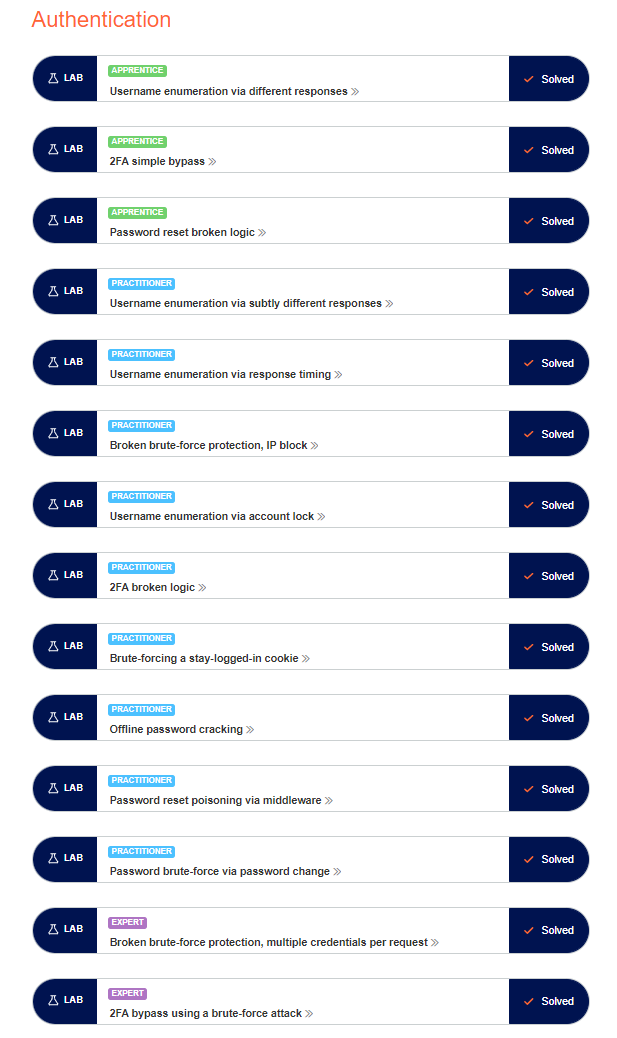 Authentication
LAB
APPRENTICE
Username enumeration via different responses
Solved
LAB
APPRENTICE
2FA simple bypass
Solved
LAB
APPRENTICE
Password reset broken logic
Solved
LAB
PRACTITIONER
Username enumeration via subtly different responses
Solved
LAB
PRACTITIONER
Username enumeration via response timing
Solved
LAB
PRACTITIONER
Broken brute-force protection, IP block
Solved
LAB
PRACTITIONER
Username enumeration via account lock
Solved
LAB
PRACTITIONER
2FA broken logic
Solved
LAB
PRACTITIONER
Brute-forcing a stay-logged-in cookie
Solved
LAB
PRACTITIONER
Offline password cracking
Solved
LAB
PRACTITIONER
Password reset poisoning via middleware
Solved
LAB
PRACTITIONER
Password brute-force via password change
Solved
LAB
EXPERT
Broken brute-force protection, multiple credentials per request
Solved
LAB
EXPERT
2FA bypass using a brute-force attack
Solved